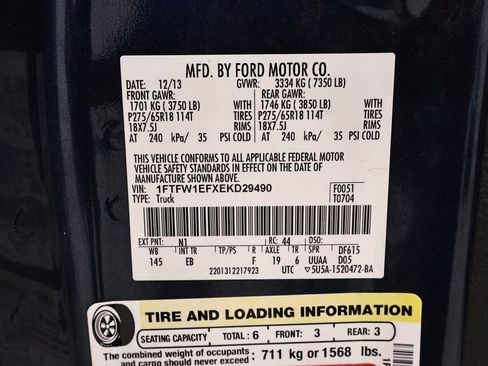 MFD. BY FORD MOTOR CO.
DATE: 12/13 GVWR: 3334 KG ( 7350 LB)
FRONT GAWR: REAR GAWR:
1701 KG ( 3750 LB) WITH 1746 KG ( 3850 LB) WITH
P275/65R18 114T TIRES P275/65R18 114T TIRES
18X7.5J RIMS 18X7.5J RIMS
AT 240 kPa/ 35 PSI COLD AT 240 kPa/ 35 PSI COLD
THIS VEHICLE CONFORMS TO ALL APPLICABLE FEDERAL MOTOR
VEHICLE SAFETY STANDARDS IN EFFECT ON THE DATE OF
MANUFACTURE SHOWN ABOVE.
VIN: 1FTFW1EFXEKD29490 F0051
TYPE: Truck T0704
EXT PNT: N1 RC: 44 DSO:
WB INT TR TP/PS R AXLE TR SPR DF615
145 EB F 19 6 UUAA D05
2201312217923 UTC ▽5U5A-1520472-BA
TIRE AND LOADING INFORMATION
SEATING CAPACITY TOTAL: 6 FRONT: 3 REAR: 3
The combined weight of occupants
and cargo should never exceed: 711 kg or 1568 lbs.